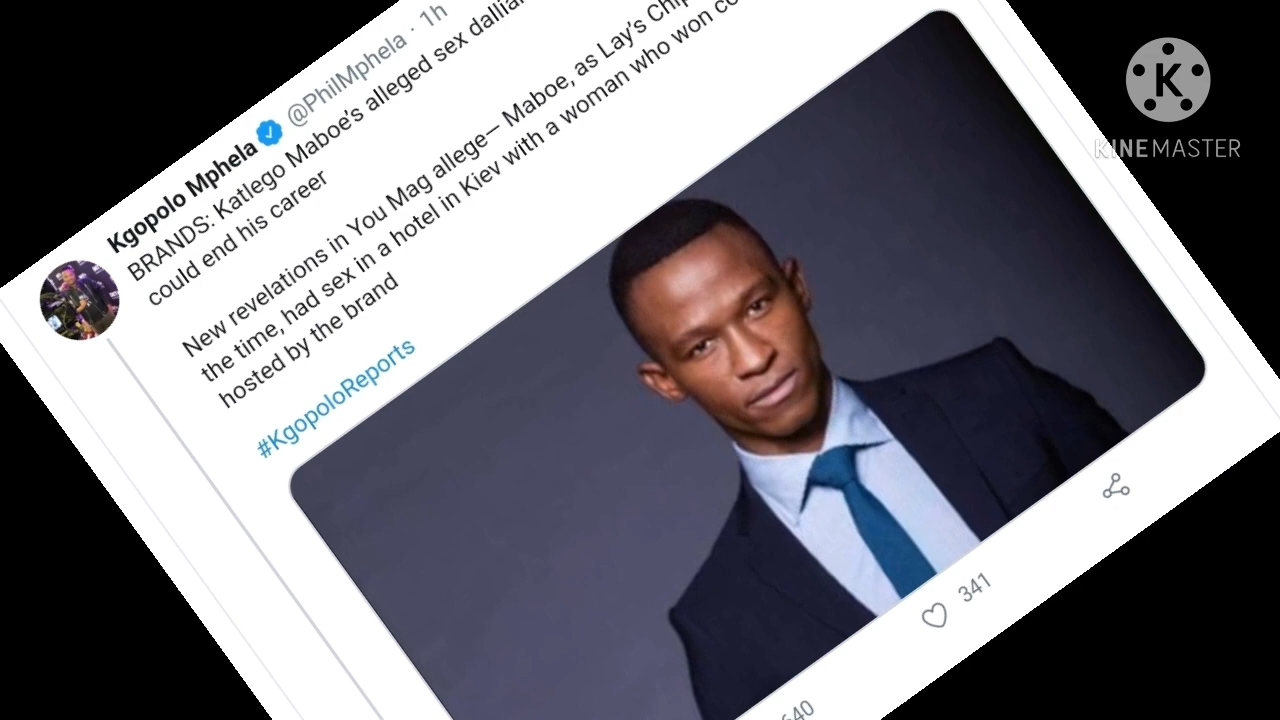 Kgopolo Mphela @PhilMphela · 1h
BRANDS: Katlego Maboe's alleged sex
could end his career
New revelations in You Mag allege— Maboe, as Lay's
the time, had sex in a hotel in Kiev with a woman who won
hosted by the brand
#KgopoloReports
341
K
KINEMASTER